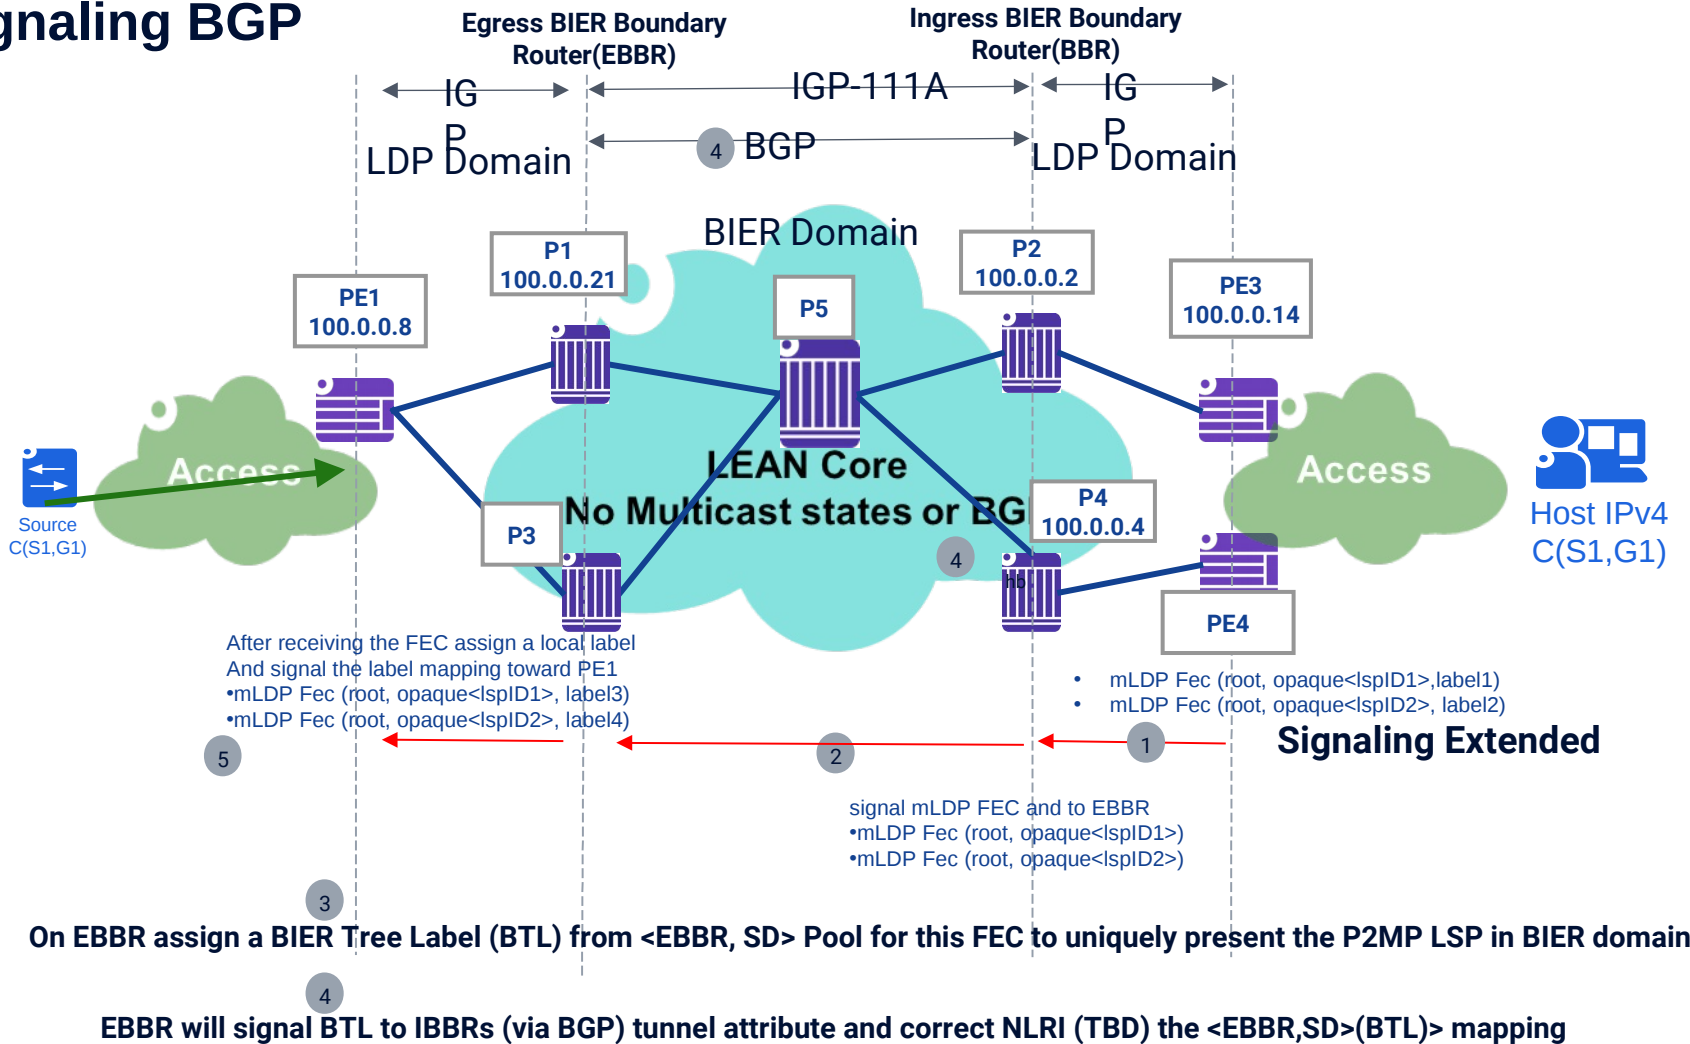 gnaling BGP
Egress BIER Boundary
Router(EBBR)
Ingress BIER Boundary
Router(BBR)
IG
P
IGP-111A
IG
P
LDP Domain
4
BGP
LDP Domain
BIER Domain
P1
100.0.0.21
P2
100.0.0.2
PE1
100.0.0.8
P5
PE3
100.0.0.14
Access
LEAN Core
No Multicast states or BG
Access
Source
C(S1,G1)
P3
P4
100.0.0.4
Host IPv4
C(S1,G1)
4
hb
PE4
After receiving the FEC assign a local label
And signal the label mapping toward PE1
•mLDP Fec (root, opaque<lspID1>, label3)
•mLDP Fec (root, opaque<lspID2>, label4)
• mLDP Fec (root, opaque<lspID1>,label1)
• mLDP Fec (root, opaque<lspID2>, label2)
5
2
1
Signaling Extended
signal mLDP FEC and to EBBR
•mLDP Fec (root, opaque<lspID1>)
•mLDP Fec (root, opaque<lspID2>)
3
On EBBR assign a BIER Tree Label (BTL) from <EBBR, SD> Pool for this FEC to uniquely present the P2MP LSP in BIER domain
4
EBBR will signal BTL to IBBRs (via BGP) tunnel attribute and correct NLRI (TBD) the <EBBR,SD>(BTL)> mapping